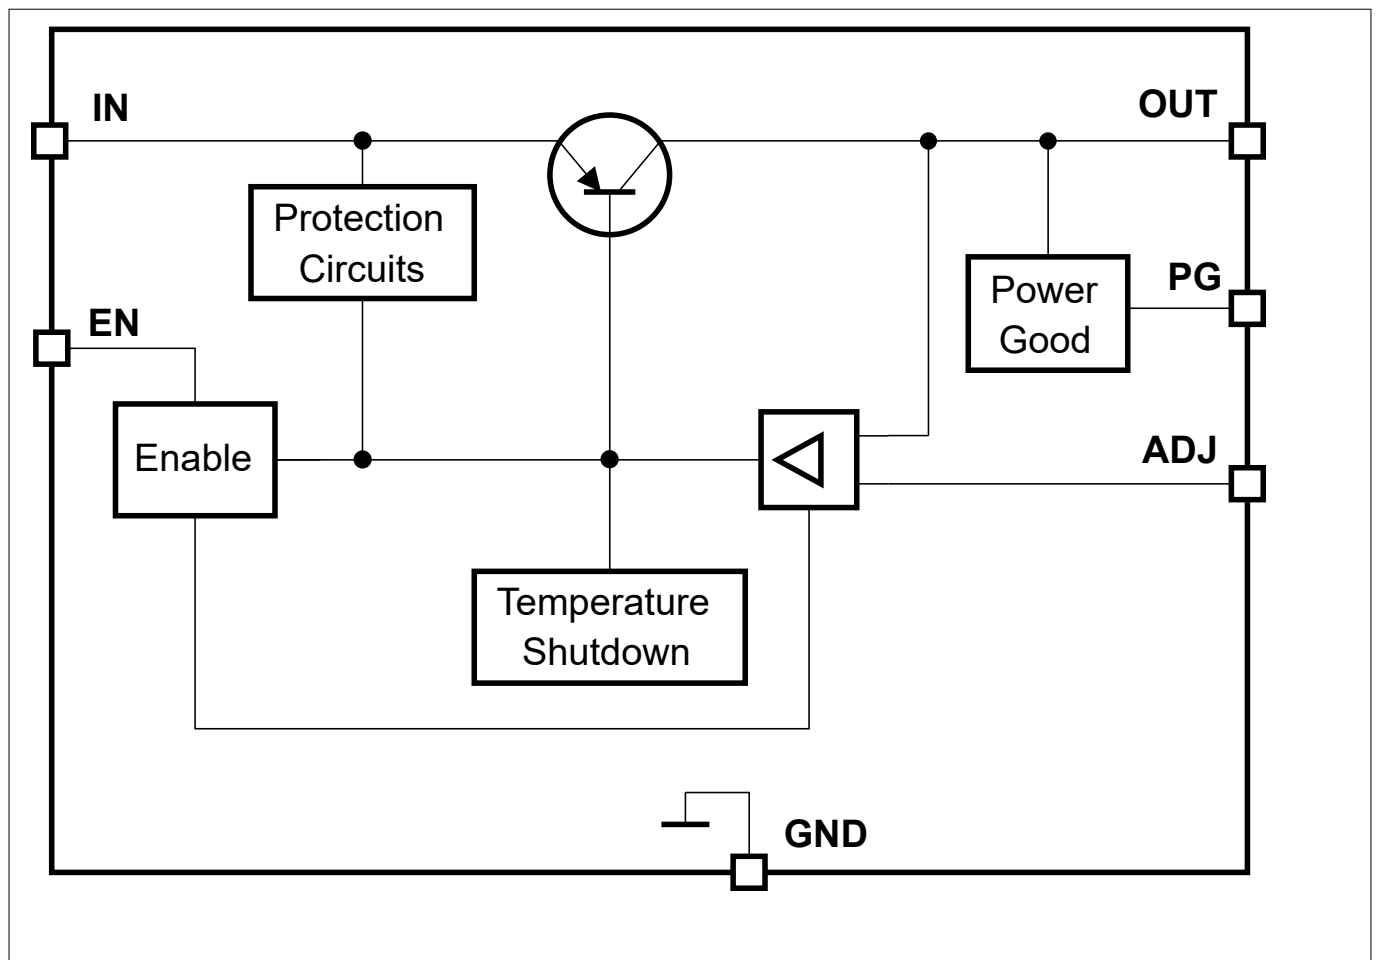 IN
OUT
Protection
Circuits
PG
Power
Good
EN
Enable
ADJ
Temperature
Shutdown
GND